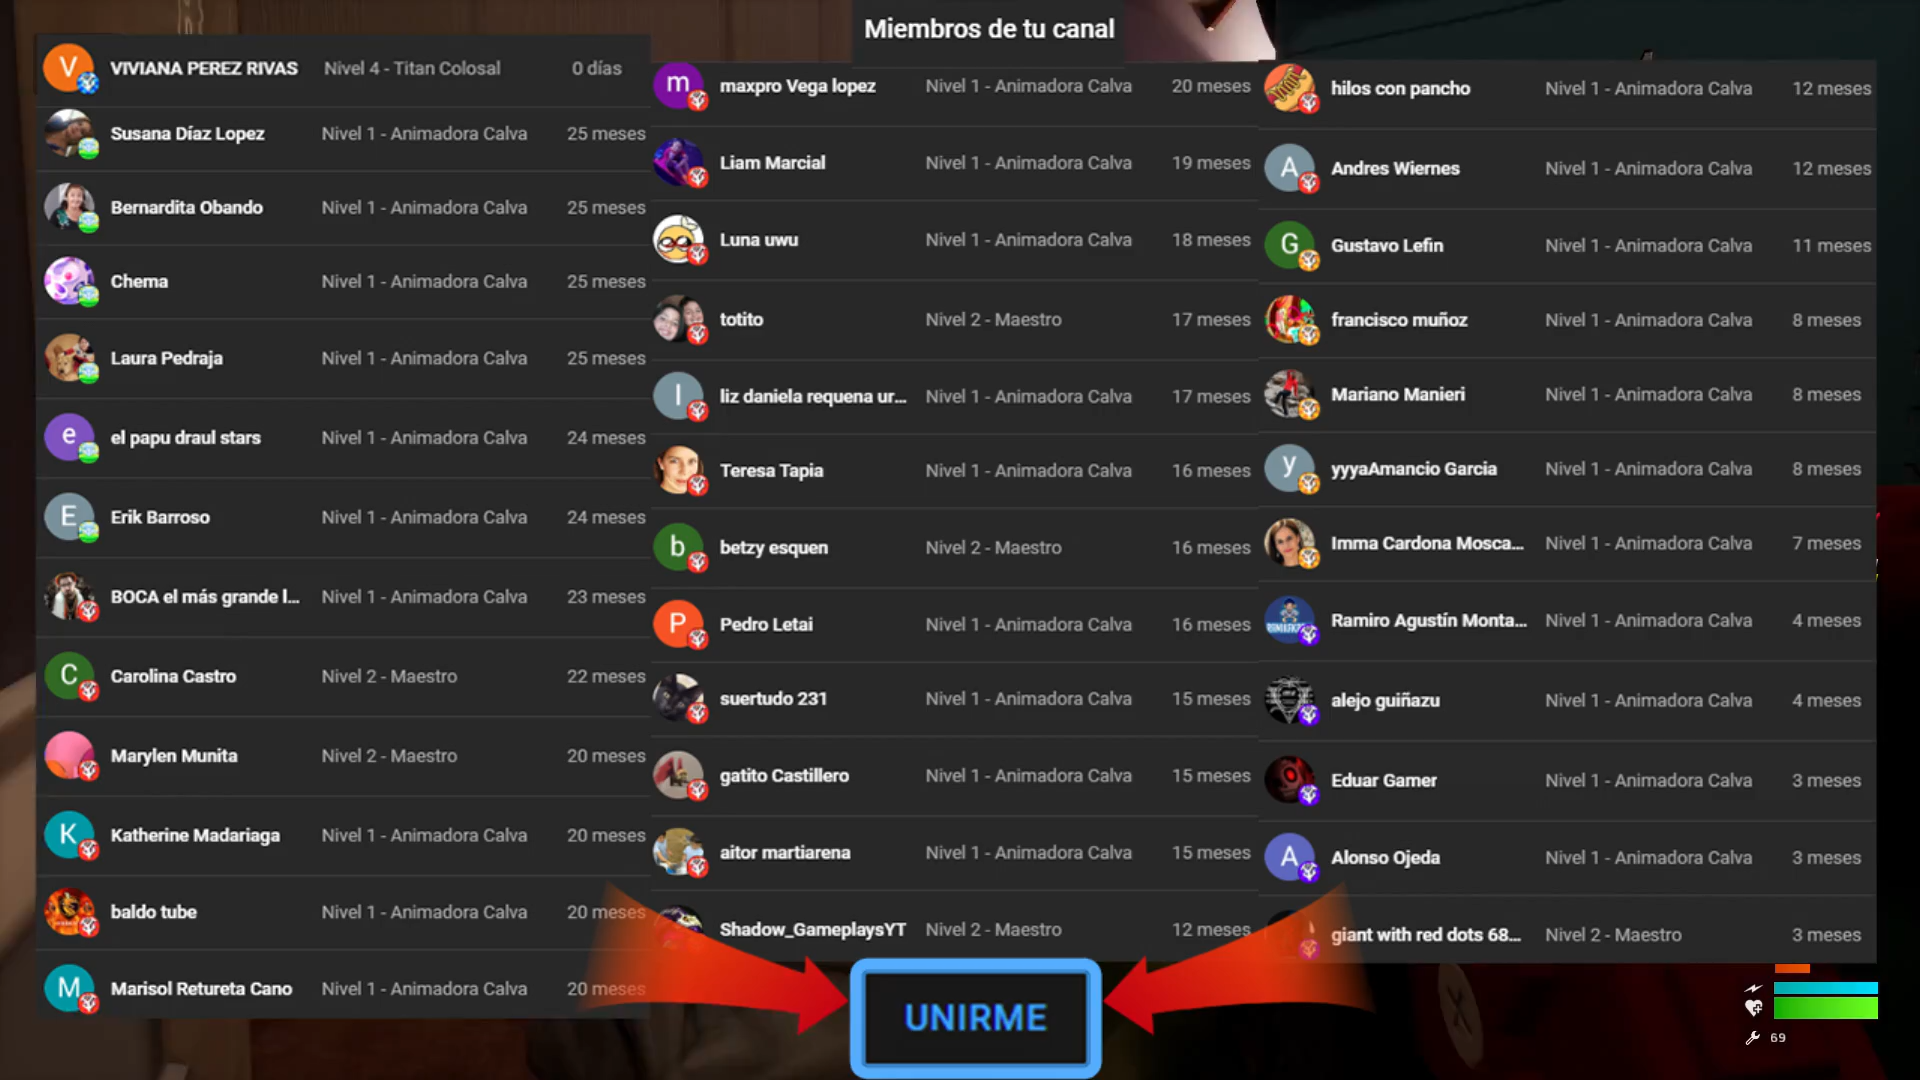 Miembros de tu canal
V VIVIANA PEREZ RIVAS Nivel 4 - Titan Colosal 0 días
Susana Díaz Lopez Nivel 1 - Animadora Calva 25 meses
Bernardita Obando Nivel 1 - Animadora Calva 25 meses
Chema Nivel 1 - Animadora Calva 25 meses
Laura Pedraja Nivel 1 - Animadora Calva 25 meses
e el papu draul stars Nivel 1 - Animadora Calva 24 meses
E Erik Barroso Nivel 1 - Animadora Calva 24 meses
BOCA el más grande l... Nivel 1 - Animadora Calva 23 meses
C Carolina Castro Nivel 2 - Maestro 22 meses
Marylen Munita Nivel 2 - Maestro 20 meses
K Katherine Madariaga Nivel 1 - Animadora Calva 20 meses
baldo tube Nivel 1 - Animadora Calva 20 meses
M Marisol Retureta Cano Nivel 1 - Animadora Calva 20 meses
m maxpro Vega lopez Nivel 1 - Animadora Calva 20 meses
Liam Marcial Nivel 1 - Animadora Calva 19 meses
Luna uwu Nivel 1 - Animadora Calva 18 meses
totito Nivel 2 - Maestro 17 meses
l liz daniela requena ur... Nivel 1 - Animadora Calva 17 meses
Teresa Tapia Nivel 1 - Animadora Calva 16 meses
b betzy esquen Nivel 2 - Maestro 16 meses
P Pedro Letai Nivel 1 - Animadora Calva 16 meses
suertudo 231 Nivel 1 - Animadora Calva 15 meses
gatito Castillero Nivel 1 - Animadora Calva 15 meses
aitor martiarena Nivel 1 - Animadora Calva 15 meses
Shadow_GameplaysYT Nivel 2 - Maestro 12 meses
hilos con pancho Nivel 1 - Animadora Calva 12 meses
A Andres Wiernes Nivel 1 - Animadora Calva 12 meses
G Gustavo Lefin Nivel 1 - Animadora Calva 11 meses
francisco muñoz Nivel 1 - Animadora Calva 8 meses
Mariano Manieri Nivel 1 - Animadora Calva 8 meses
y yyyaAmancio Garcia Nivel 1 - Animadora Calva 8 meses
Imma Cardona Mosca... Nivel 1 - Animadora Calva 7 meses
Ramiro Agustín Monta... Nivel 1 - Animadora Calva 4 meses
alejo guiñazu Nivel 1 - Animadora Calva 4 meses
Eduar Gamer Nivel 1 - Animadora Calva 3 meses
A Alonso Ojeda Nivel 1 - Animadora Calva 3 meses
giant with red dots 68... Nivel 2 - Maestro 3 meses
UNIRME
69